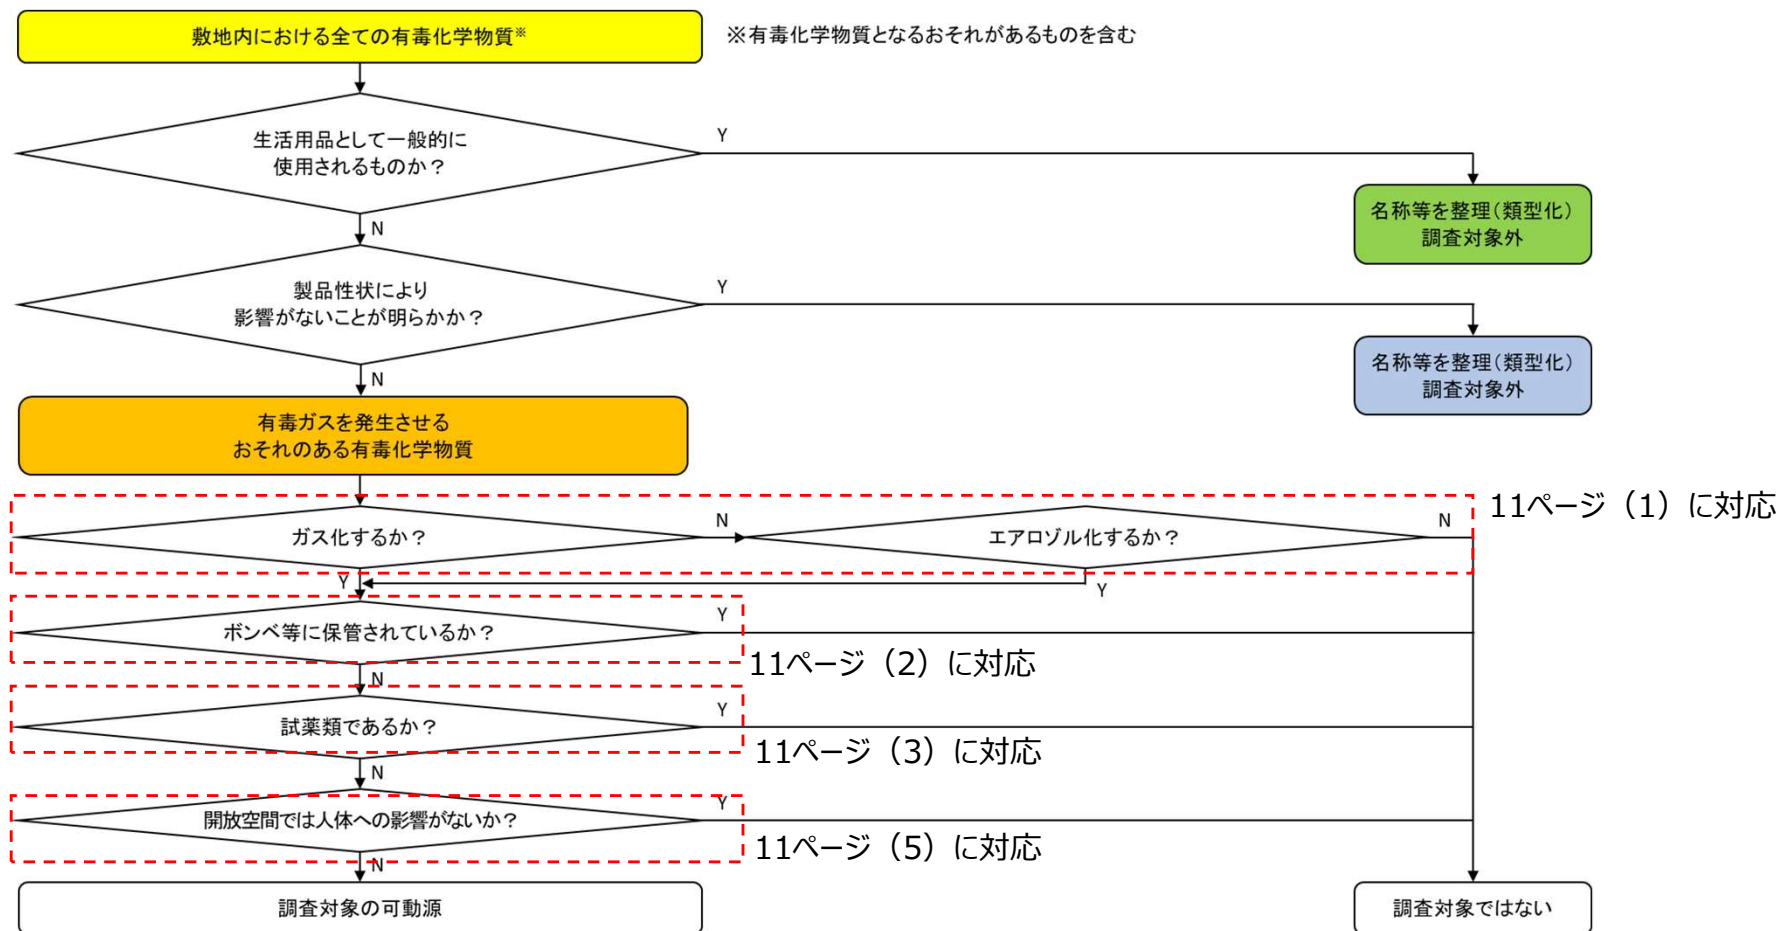 敷地内における全ての有毒化学物質※
※有毒化学物質となるおそれがあるものを含む
生活用品として一般的に
使用されるものか？
Y
名称等を整理（類型化）
調査対象外
N
製品性状により
影響がないことが明らかか？
Y
名称等を整理（類型化）
調査対象外
N
有毒ガスを発生させる
おそれのある有毒化学物質
11ページ（1）に対応
ガス化するか？
N
エアロゾル化するか？
N
Y
Y
ボンベ等に保管されているか？
Y
11ページ（2）に対応
N
試薬類であるか？
Y
11ページ（3）に対応
N
開放空間では人体への影響がないか？
Y
11ページ（5）に対応
N
調査対象の可動源
調査対象ではない